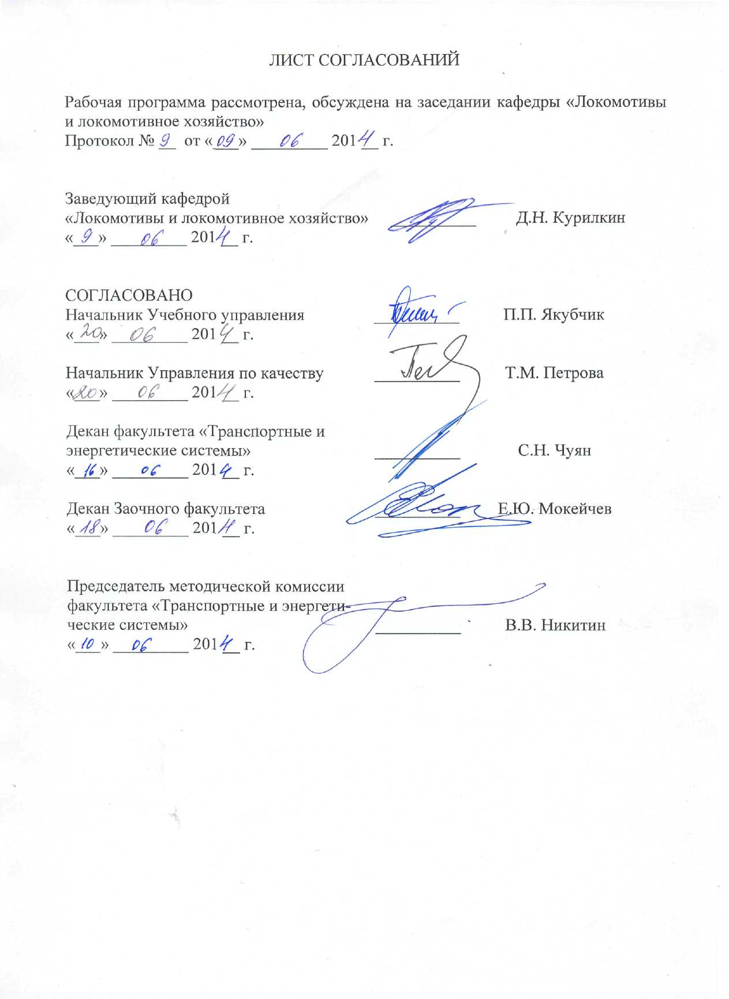 ЛИСТ СОГЛАСОВАНИЙ
Рабочая программа рассмотрена, обсуждена на заседании кафедры «Локомотивы
и локомотивное хозяйство»
Протокол № 9 от «09» 06 2014 г.
Заведующий кафедрой
«Локомотивы и локомотивное хозяйство» Д.Н. Курилкин
«9» 06 2014 г.
СОГЛАСОВАНО
Начальник Учебного управления П.П. Якубчик
«20» 06 2014 г.
Начальник Управления по качеству Т.М. Петрова
«20» 06 2014 г.
Декан факультета «Транспортные и
энергетические системы» С.Н. Чуян
«16» 06 2014 г.
Декан Заочного факультета Е.Ю. Мокейчев
«18» 06 2014 г.
Председатель методической комиссии
факультета «Транспортные и энергети-
ческие системы» В.В. Никитин
«10» 06 2014 г.